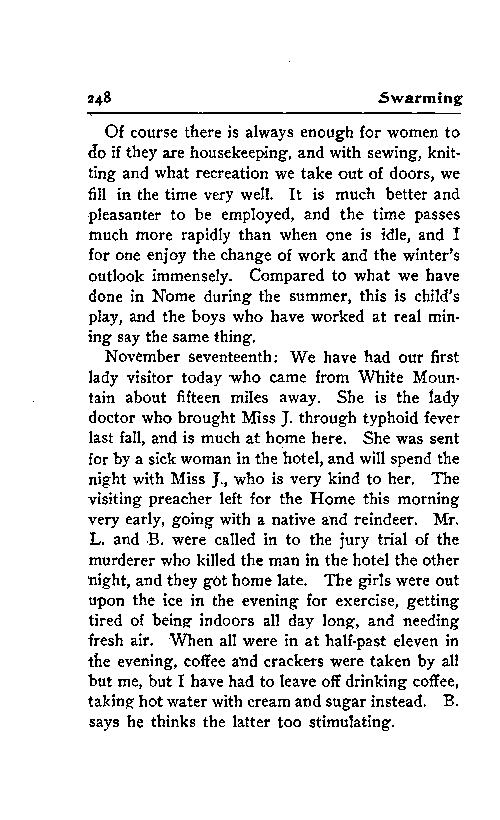 248 Swarming
Of course there is always enough for women to
do if they are housekeeping, and with sewing, knit-
ting and what recreation we take out of doors, we
fill in the time very well. It is much better and
pleasanter to be employed, and the time passes
much more rapidly than when one is idle, and I
for one enjoy the change of work and the winter's
outlook immensely. Compared to what we have
done in Nome during the summer, this is child's
play, and the boys who have worked at real min-
ing say the same thing.
November seventeenth: We have had our first
lady visitor today who came from White Moun-
tain about fifteen miles away. She is the lady
doctor who brought Miss J. through typhoid fever
last fall, and is much at home here. She was sent
for by a sick woman in the hotel, and will spend the
night with Miss J., who is very kind to her. The
visiting preacher left for the Home this morning
very early, going with a native and reindeer. Mr.
L. and B. were called in to the jury trial of the
murderer who killed the man in the hotel the other
night, and they got home late. The girls were out
upon the ice in the evening for exercise, getting
tired of being indoors all day long, and needing
fresh air. When all were in at half-past eleven in
the evening, coffee and crackers were taken by all
but me, but I have had to leave off drinking coffee,
taking hot water with cream and sugar instead. B.
says he thinks the latter too stimulating.